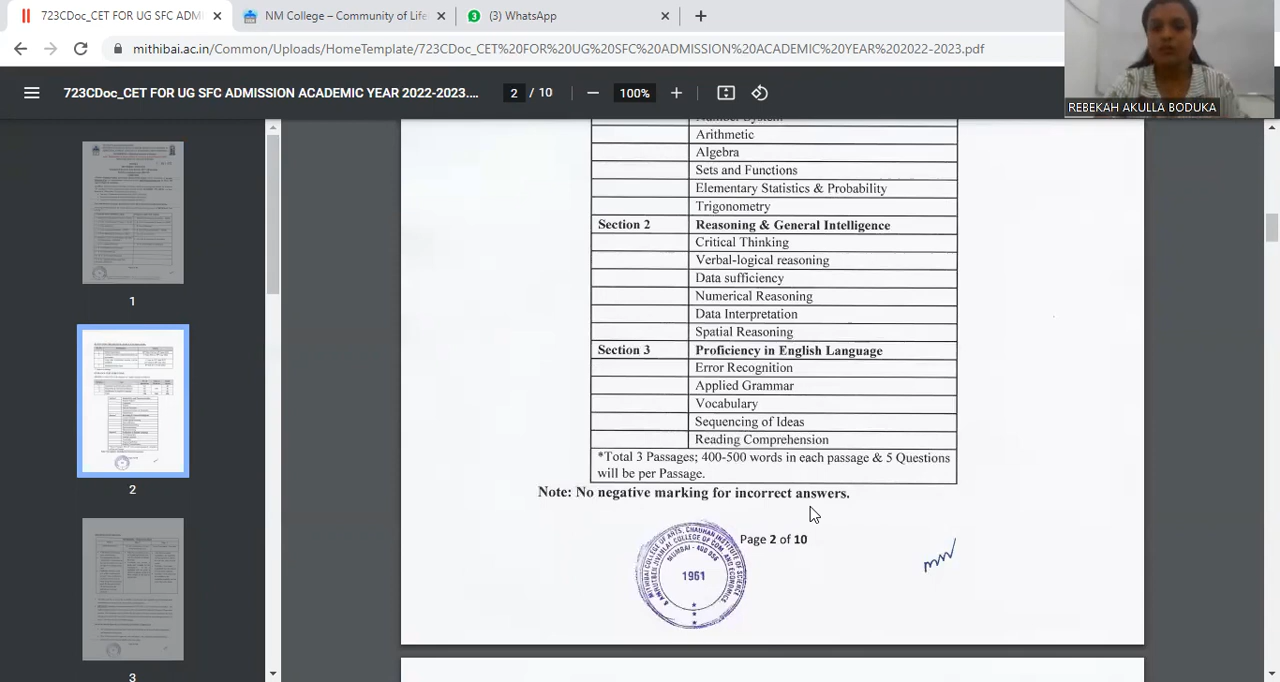 723CDoc_CET FOR UG SFC ADMI
NM College – Community of Life
(3) WhatsApp
mithibai.ac.in/Common/Uploads/HomeTemplate/723CDoc_CET%20FOR%20UG%20SFC%20ADMISSION%20ACADEMIC%20YEAR%202022-2023.pdf
723CDoc_CET FOR UG SFC ADMISSION ACADEMIC YEAR 2022-2023....
2 / 10
100%
REBEKAH AKULLA BODUKA
1
2
3
Number System
Arithmetic
Algebra
Sets and Functions
Elementary Statistics & Probability
Trigonometry
Section 2 Reasoning & General Intelligence
Critical Thinking
Verbal-logical reasoning
Data sufficiency
Numerical Reasoning
Data Interpretation
Spatial Reasoning
Section 3 Proficiency in English Language
Error Recognition
Applied Grammar
Vocabulary
Sequencing of Ideas
Reading Comprehension
*Total 3 Passages; 400-500 words in each passage & 5 Questions
will be per Passage.
Note: No negative marking for incorrect answers.
Page 2 of 10
1961